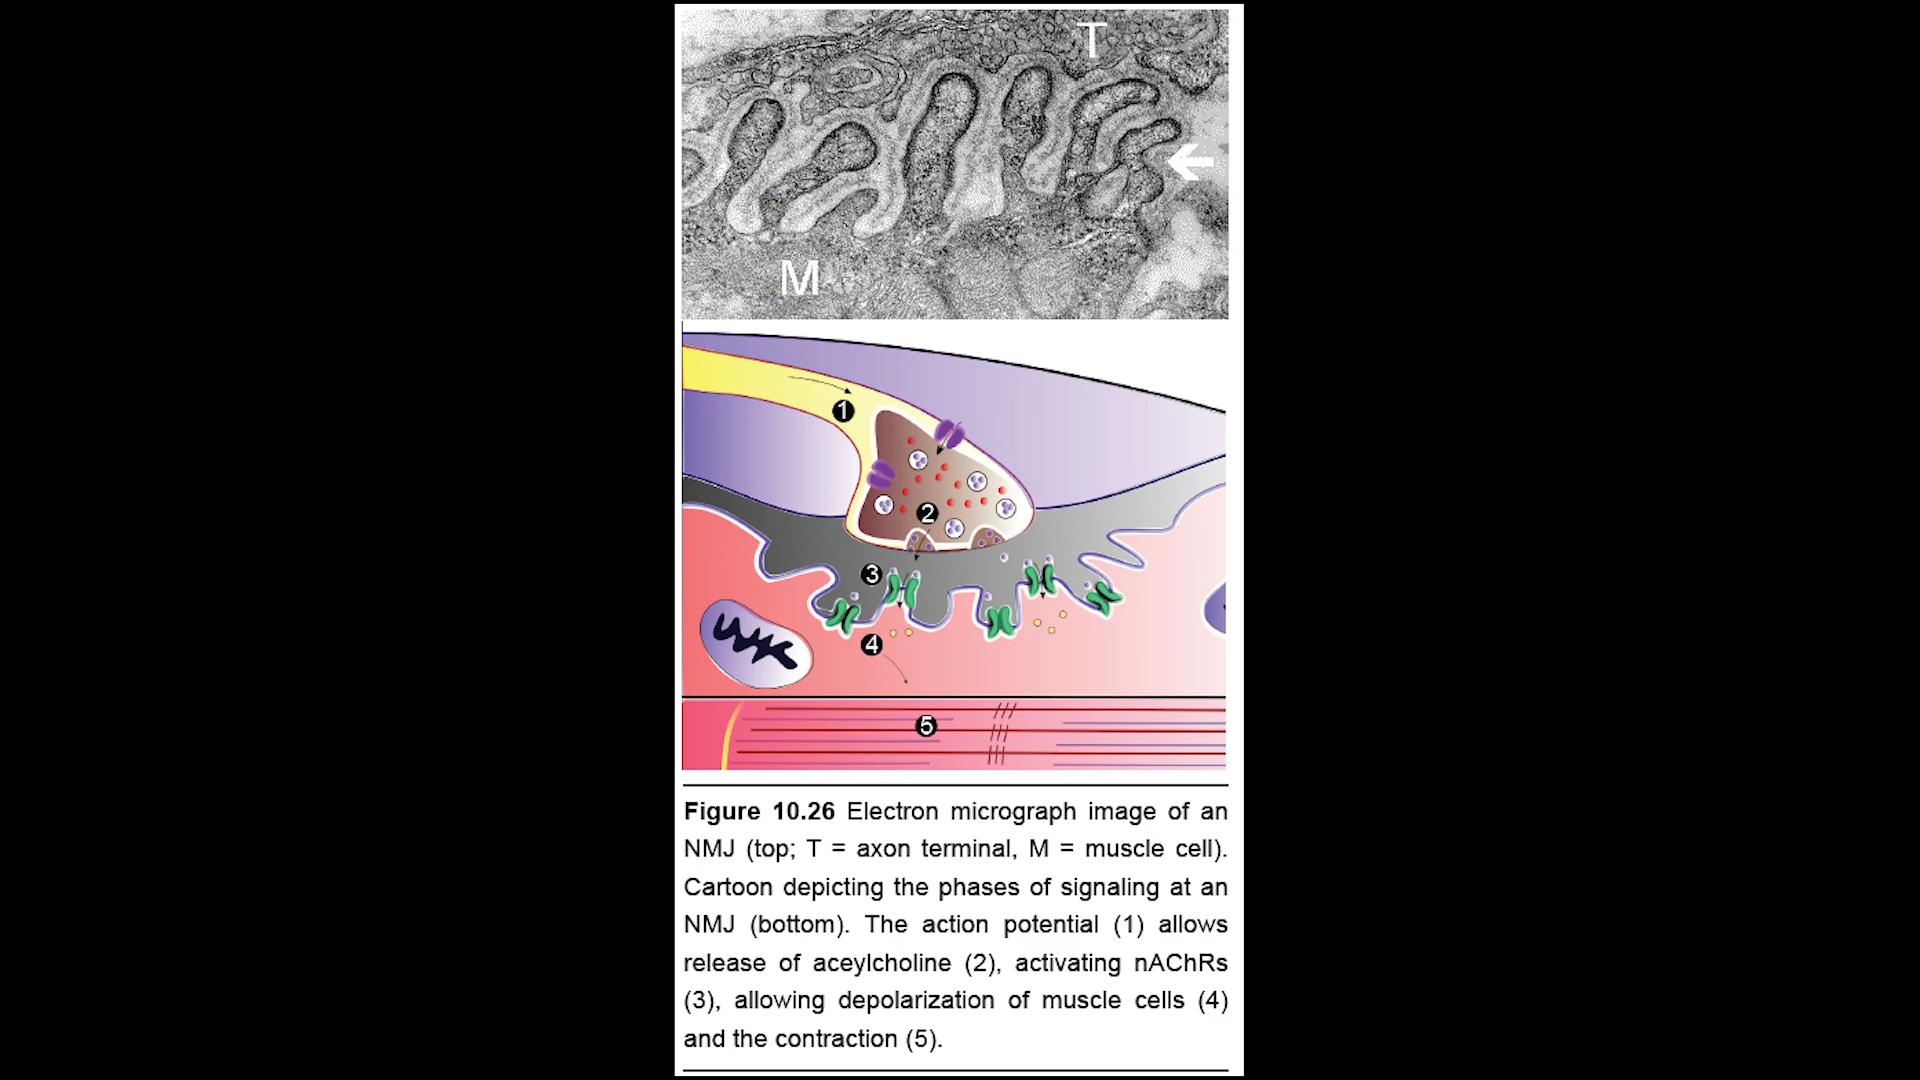 T
M
1
2
3
4
5
Figure 10.26 Electron micrograph image of an
NMJ (top; T = axon terminal, M = muscle cell).
Cartoon depicting the phases of signaling at an
NMJ (bottom). The action potential (1) allows
release of aceylcholine (2), activating nAChRs
(3), allowing depolarization of muscle cells (4)
and the contraction (5).